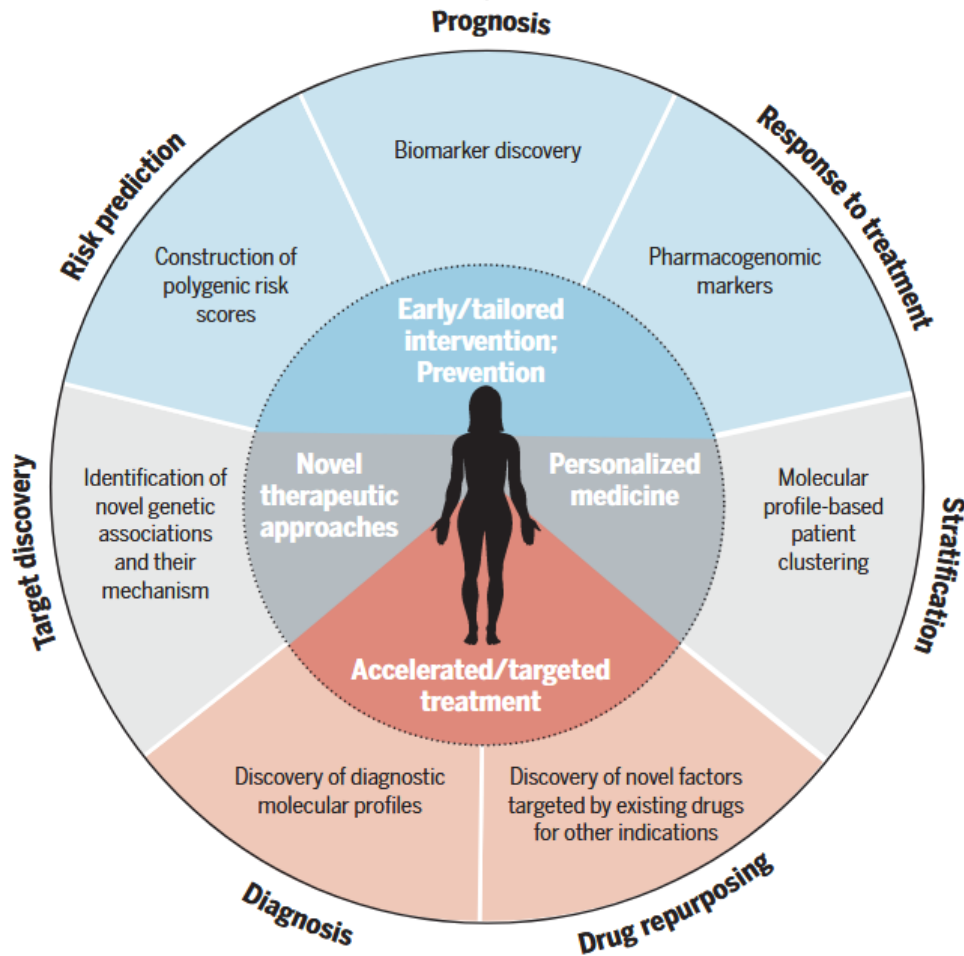 Prognosis
Biomarker discovery
Risk prediction
Construction of
polygenic risk
scores
Response to treatment
Pharmacogenomic
markers
Early/tailored
intervention;
Prevention
Target discovery
Identification of
novel genetic
associations
and their
mechanism
Novel
therapeutic
approaches
Personalized
medicine
Molecular
profile-based
patient
clustering
Stratification
Accelerated/targeted
treatment
Discovery of diagnostic
molecular profiles
Discovery of novel factors
targeted by existing drugs
for other indications
Diagnosis
Drug repurposing